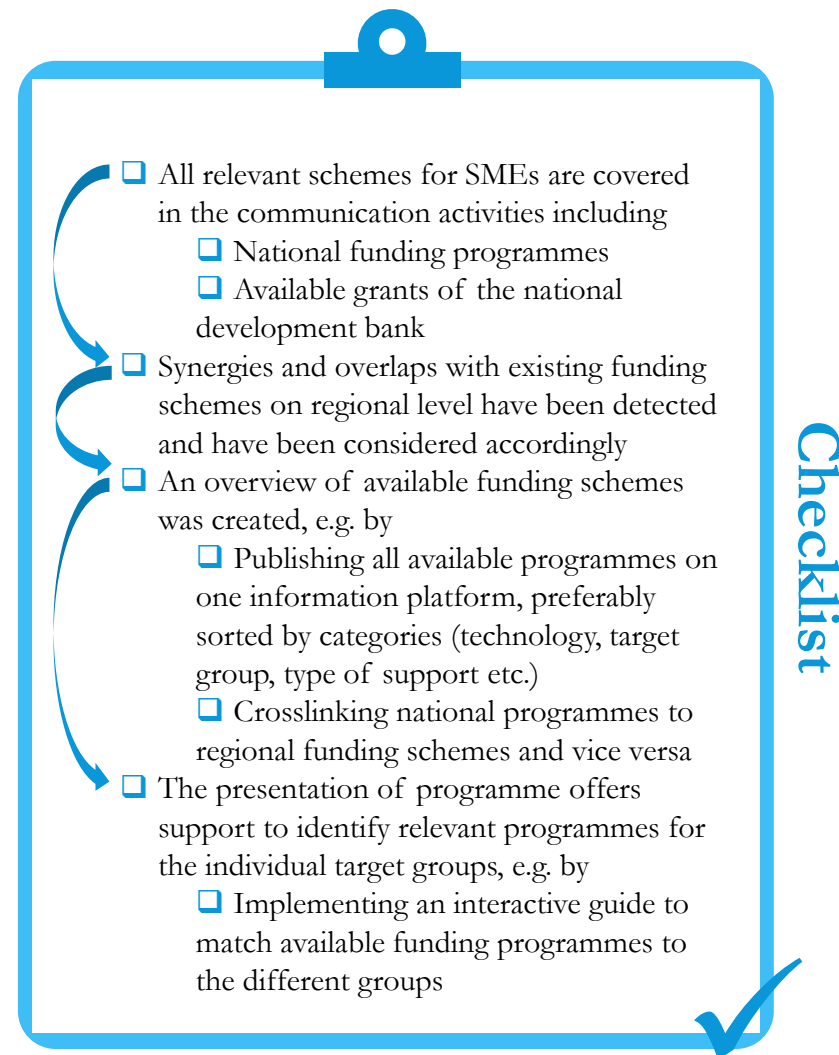 ❑ All relevant schemes for SMEs are covered
in the communication activities including
❑ National funding programmes
❑ Available grants of the national
development bank
❑ Synergies and overlaps with existing funding
schemes on regional level have been detected
and have been considered accordingly
❑ An overview of available funding schemes
was created, e.g. by
❑ Publishing all available programmes on
one information platform, preferably
sorted by categories (technology, target
group, type of support etc.)
❑ Crosslinking national programmes to
regional funding schemes and vice versa
❑ The presentation of programme offers
support to identify relevant programmes for
the individual target groups, e.g. by
❑ Implementing an interactive guide to
match available funding programmes to
the different groups
Checklist